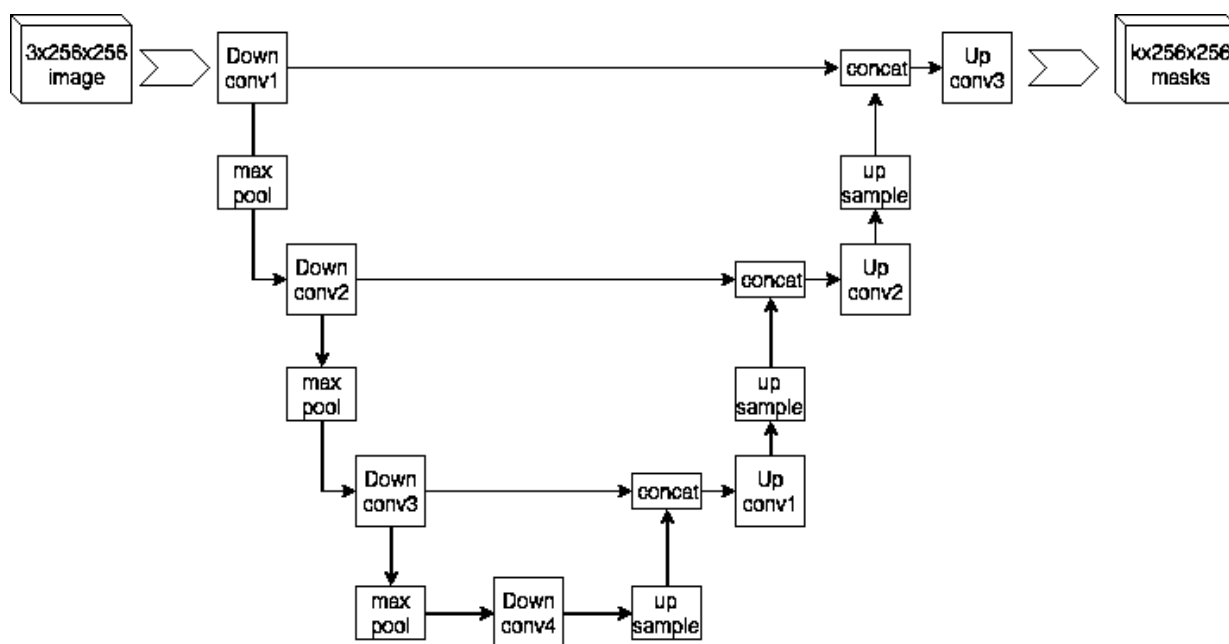 3x256x256
image
Down
conv1
concat
Up
conv3
kx256x256
masks
max
pool
up
sample
Down
conv2
concat
Up
conv2
max
pool
up
sample
Down
conv3
concat
Up
conv1
max
pool
Down
conv4
up
sample